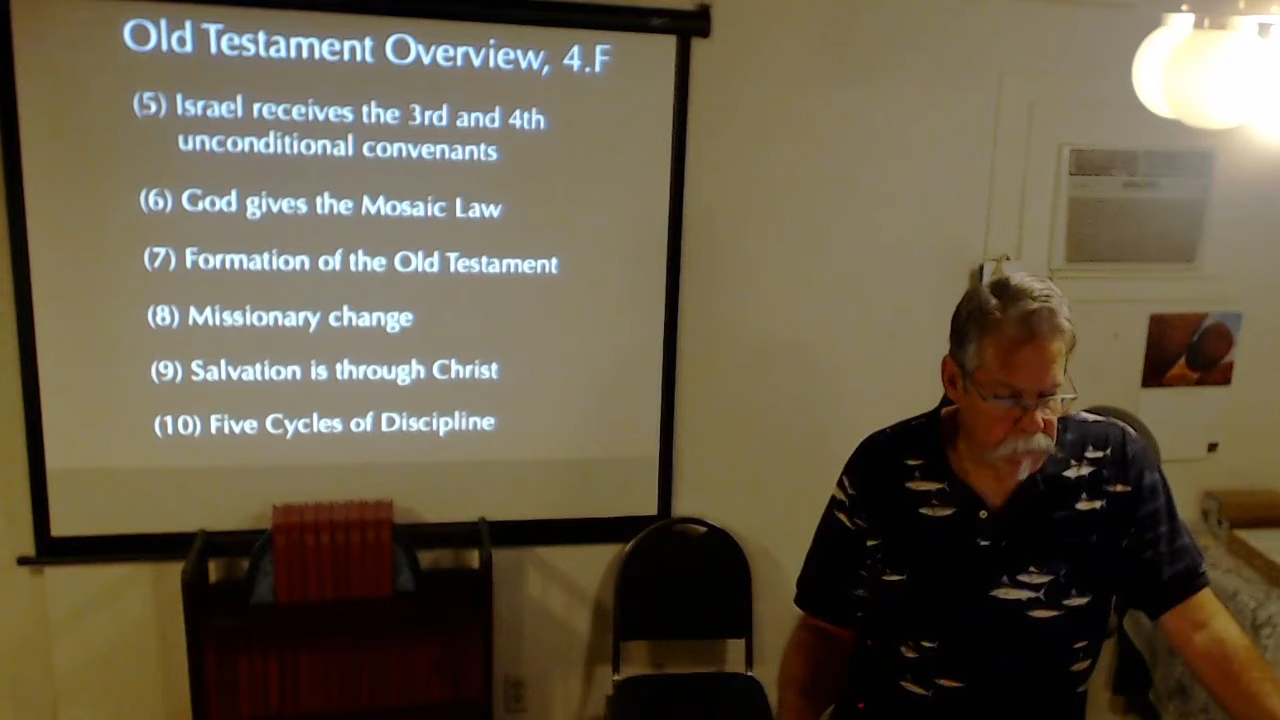 Old Testament Overview, 4.F
(5) Israel receives the 3rd and 4th
unconditional convenants
(6) God gives the Mosaic Law
(7) Formation of the Old Testament
(8) Missionary change
(9) Salvation is through Christ
(10) Five Cycles of Discipline